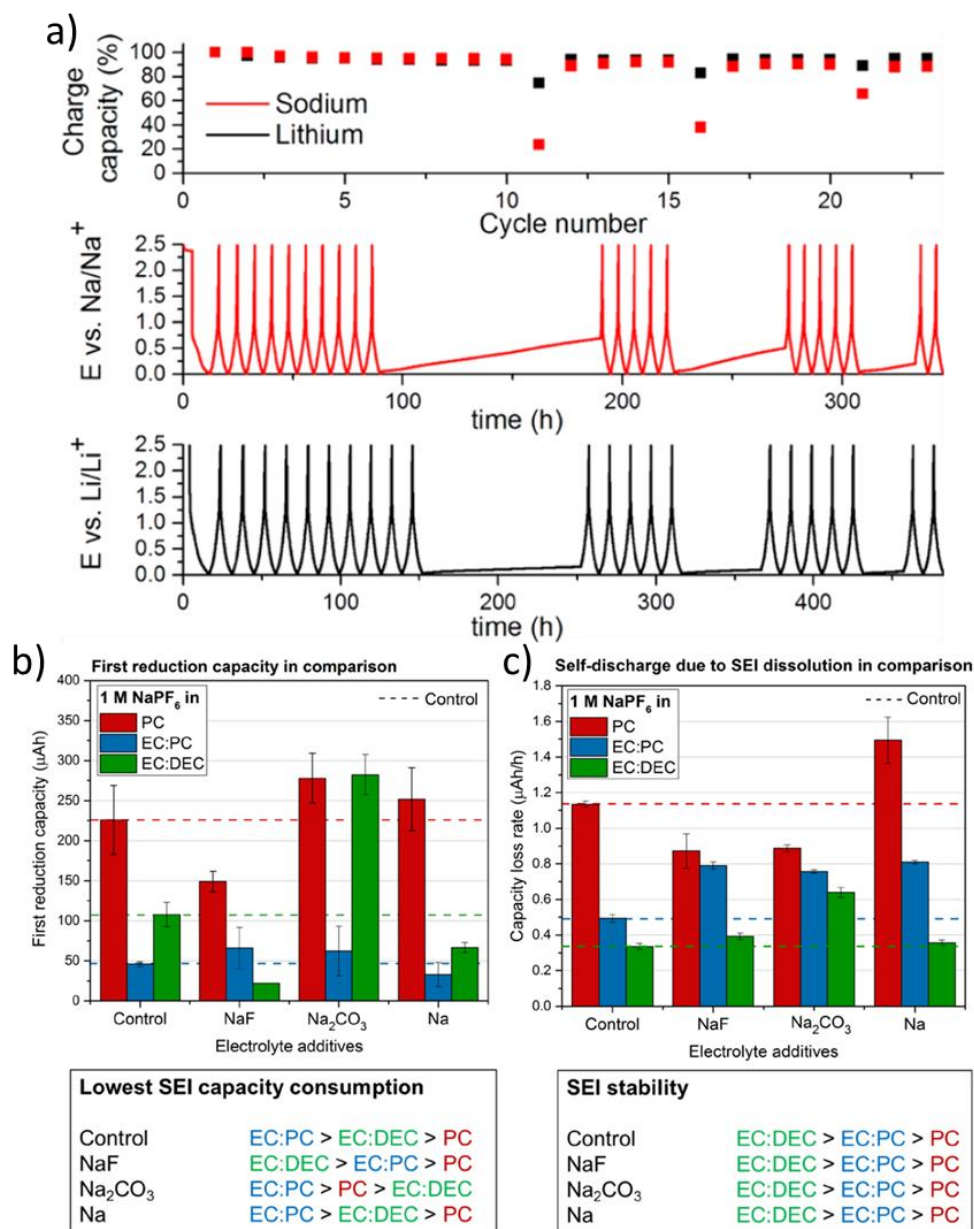 a)
Charge
capacity (%)
100
80
60
40
20
0
Sodium
Lithium
0 5 10 15 20
Cycle number
E vs. Na/Na+
2.5
2.0
1.5
1.0
0.5
0.0
0 100 200 300
time (h)
E vs. Li/Li+
2.5
2.0
1.5
1.0
0.5
0.0
0 100 200 300 400
time (h)
b)
First reduction capacity in comparison
First reduction capacity (µAh)
400
350
300
250
200
150
100
50
0
1 M NaPF6 in
PC
EC:PC
EC:DEC
Control
Control NaF Na2CO3 Na
Electrolyte additives
c)
Self-discharge due to SEI dissolution in comparison
Capacity loss rate (µAh/h)
1.8
1.6
1.4
1.2
1.0
0.8
0.6
0.4
0.2
0.0
1 M NaPF6 in
PC
EC:PC
EC:DEC
Control
Control NaF Na2CO3 Na
Electrolyte additives
Lowest SEI capacity consumption
Control EC:PC > EC:DEC > PC
NaF EC:DEC > EC:PC > PC
Na2CO3 EC:PC > PC > EC:DEC
Na EC:PC > EC:DEC > PC
SEI stability
Control EC:DEC > EC:PC > PC
NaF EC:DEC > EC:PC > PC
Na2CO3 EC:DEC > EC:PC > PC
Na EC:DEC > EC:PC > PC